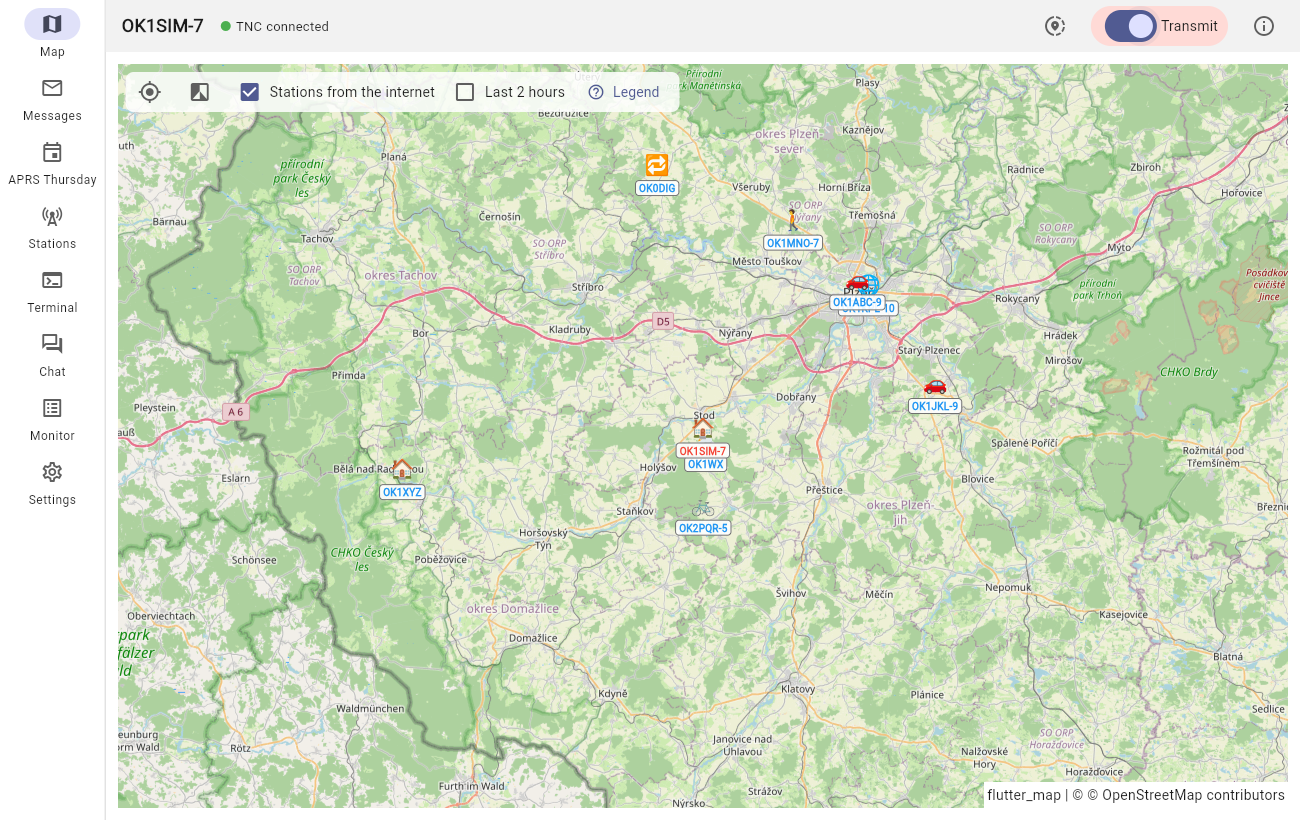 OK1SIM-7
TNC connected
Transmit
Map
Messages
APRS Thursday
Stations
Terminal
Chat
Monitor
Settings
Stations from the internet
Last 2 hours
Legend
Úterý
Přírodní
park Manětínska
Plasy
Bezdružice
okres Plzeň-
sever
Kaznějov
Planá
přírodní
park Český
les
Radnice
Zbiroh
Hořovice
OK0DIG
Všeruby
Horní Bříza
Bärnau
Černošín
SO ORP
Nýřany
Třemošná
Tachov
SO ORP
Stříbro
OK1MNO-7
SO ORP
Rokycany
Mýto
SO ORP
Tachov
okres Tachov
Město Touškov
Stříbro
přírodní
park Trhoň
Posádkov
cvičiště
Jince
Rokycany
OK1ABC-9
D5
Kladruby
Nýřany
Bor
Hrádek
Starý Plzenec
Mirošov
Přimda
CHKO Brdy
Pleystein
A 6
Dobřany
OK1JKL-9
Stod
OK1SIM-7
OK1WX
Spálené Poříčí
Rožmitál pod
Třemšínem
Holýšov
OK1XYZ
Eslarn
Blovice
Přeštice
Staňkov
OK2PQR-5
okres Plzeň-
jih
Horšovský
Týn
CHKO Český
les
Poběžovice
Schönsee
Nepomuk
Švihov
Měčín
okres Domažlice
Oberviechtach
Kasejovice
Domažlice
Blatná
Kdyně
Klatovy
Plánice
Waldmünchen
Sedlice
Rötz
Janovice nad
Úhlavou
SO ORP
Horažďovice
Nalžovské
Hory
Horažďovice
Furth im Wald
Strážov
Nýrsko
flutter_map | © © OpenStreetMap contributors